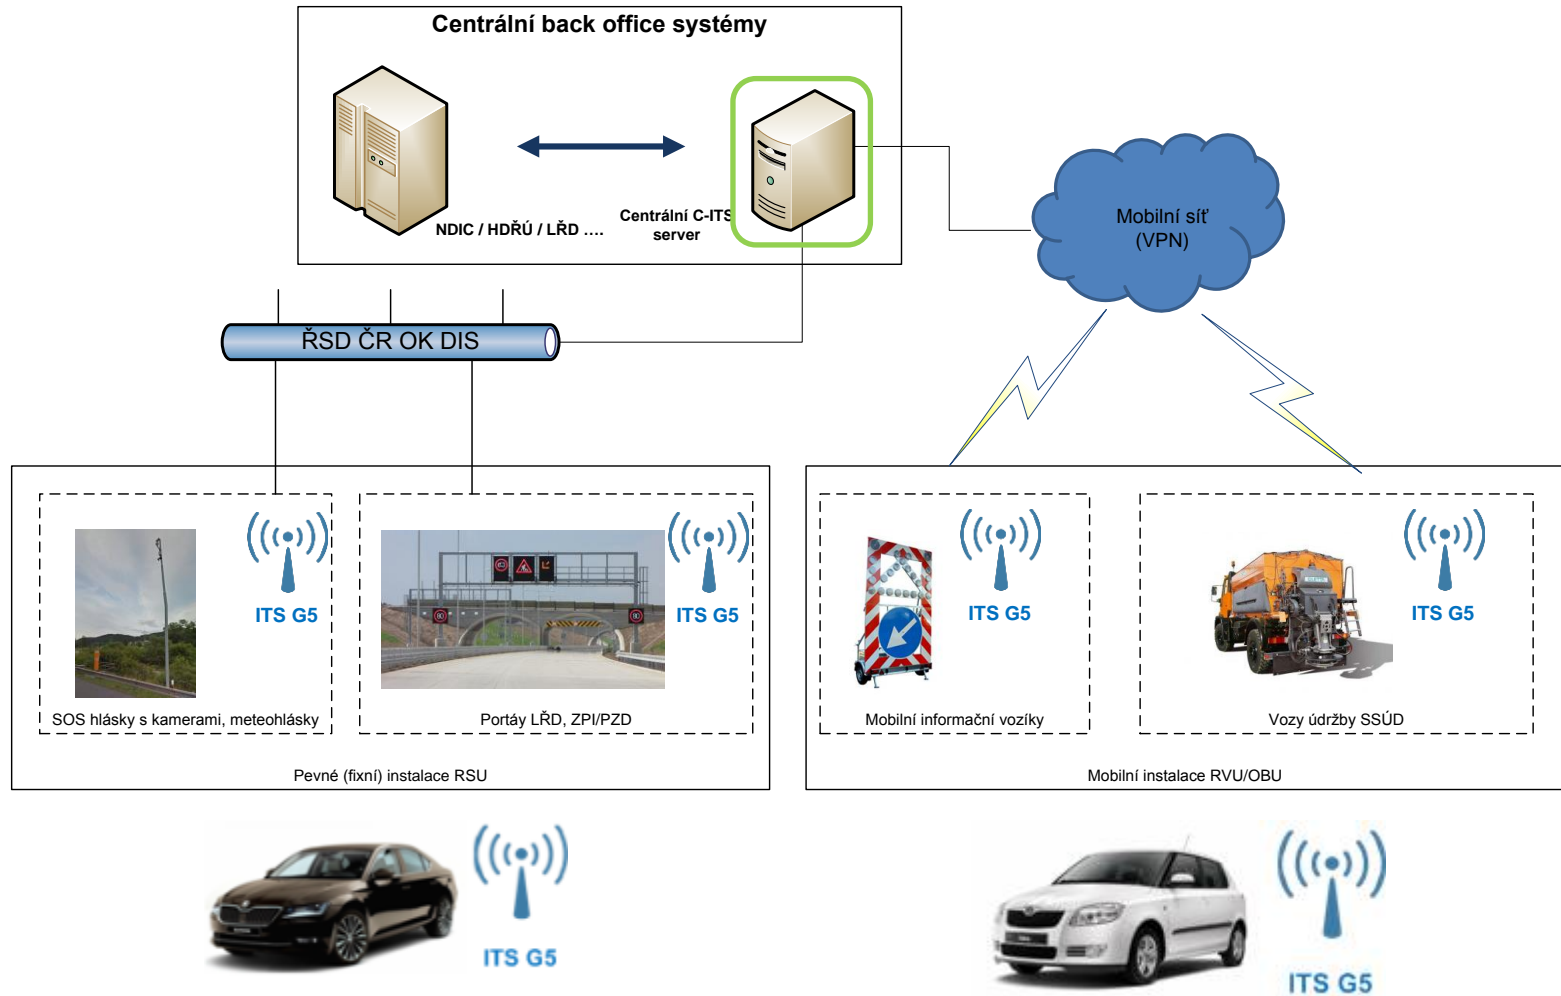 Centrální back office systémy
NDIC / HDŘÚ / LŘD ....
Centrální C-ITS
server
Mobilní síť
(VPN)
ŘSD ČR OK DIS
ITS G5
ITS G5
ITS G5
ITS G5
SOS hlásky s kamerami, meteohlásky
Portáy LŘD, ZPI/PZD
Mobilní informační vozíky
Vozy údržby SSÚD
Pevné (fixní) instalace RSU
Mobilní instalace RVU/OBU
ITS G5
ITS G5